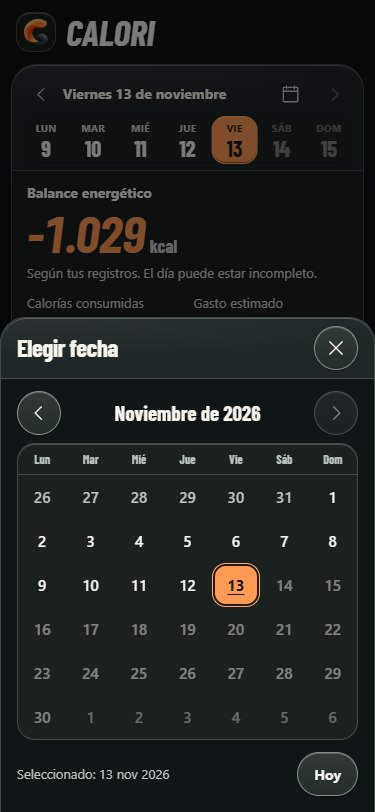 CALORI
Viernes 13 de noviembre
LUN MAR MIÉ JUE VIE SÁB DOM
9 10 11 12 13 14 15
Balance energético
-1.029 kcal
Según tus registros. El día puede estar incompleto.
Calorías consumidas Gasto estimado
Elegir fecha
Noviembre de 2026
Lun Mar Mié Jue Vie Sáb Dom
26 27 28 29 30 31 1
2 3 4 5 6 7 8
9 10 11 12 13 14 15
16 17 18 19 20 21 22
23 24 25 26 27 28 29
30 1 2 3 4 5 6
Seleccionado: 13 nov 2026 Hoy